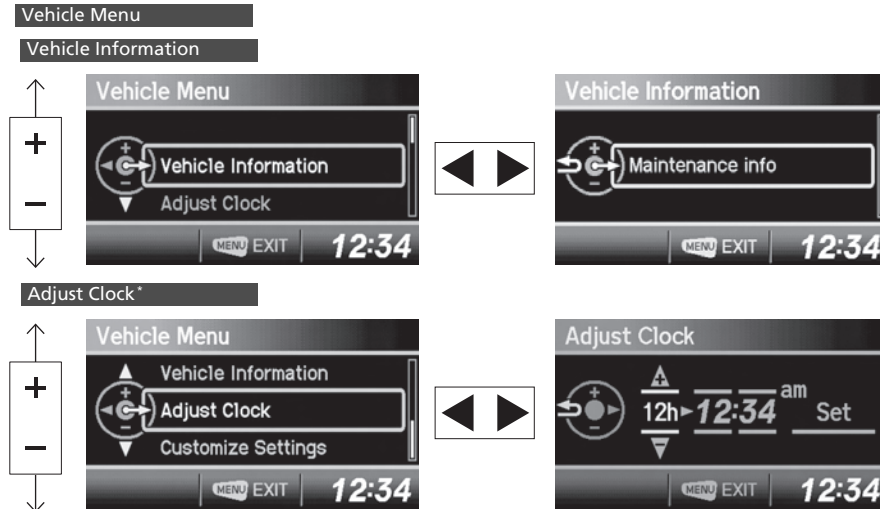 Vehicle Menu
Vehicle Information
+
−
Vehicle Menu
+
Vehicle Information
−
Adjust Clock
MENU EXIT 12:34
Vehicle Information
+
Maintenance info
−
MENU EXIT 12:34
Adjust Clock*
+
−
Vehicle Menu
Vehicle Information
+
Adjust Clock
−
Customize Settings
MENU EXIT 12:34
Adjust Clock
+
12h 12:34 am Set
−
MENU EXIT 12:34